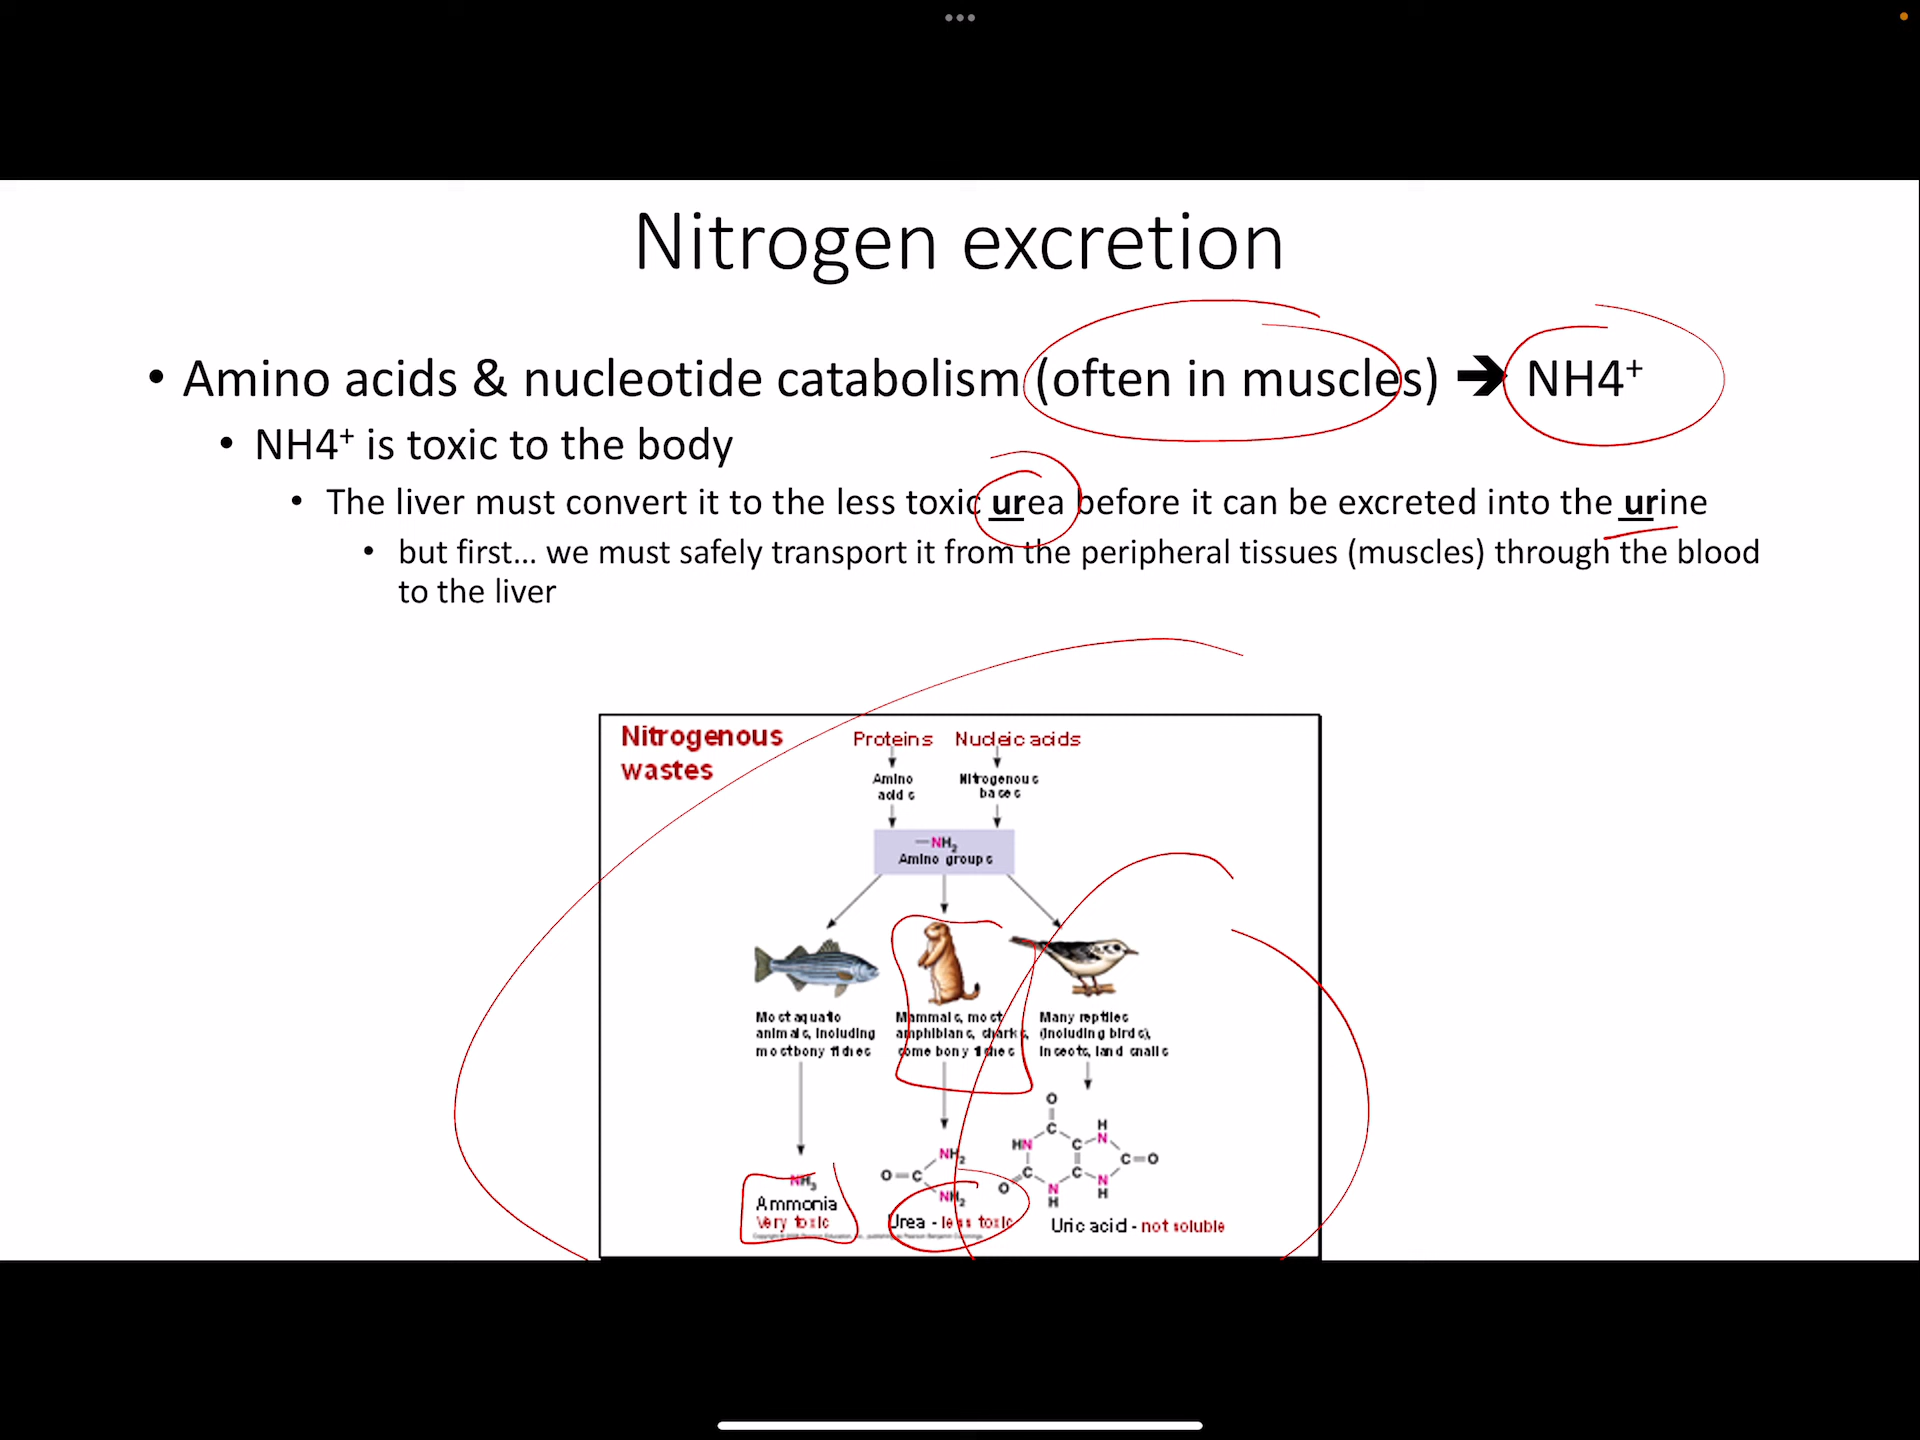 Nitrogen excretion
• Amino acids & nucleotide catabolism (often in muscles) ➔ NH4⁺
• NH4⁺ is toxic to the body
• The liver must convert it to the less toxic urea before it can be excreted into the urine
• but first... we must safely transport it from the peripheral tissues (muscles) through the blood
to the liver
Nitrogenous
wastes
Proteins Nucleic acids
Amino
acids
Nitrogenous
bases
—NH₂
Amino groups
Most aquatic
animals, including
most bony fishes
Mammals, most
amphibians, sharks,
some bony fishes
Many reptiles
(including birds),
insects, land snails
NH₃
Ammonia
Very toxic
O=C
NH₂
NH₂
Urea - less toxic
O
C
HN
C
C
H
N
C=O
C
O
N
H
N
H
Uric acid - not soluble